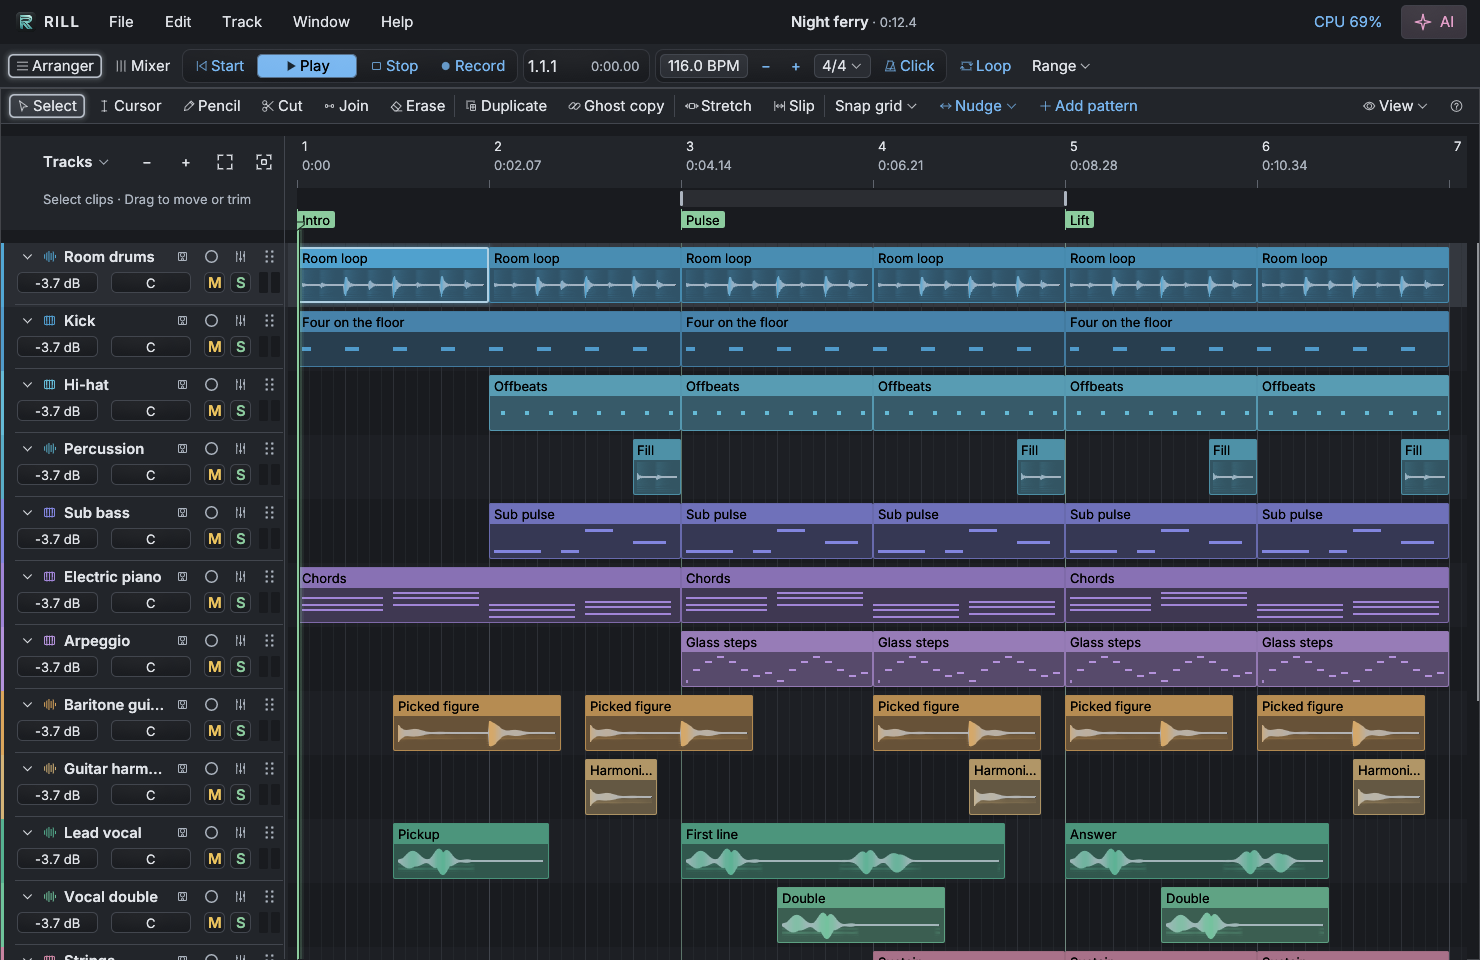 RILL File Edit Track Window Help Night ferry · 0:12.4 CPU 69% AI
Arranger Mixer Start Play Stop Record 1.1.1 0:00.00 116.0 BPM − + 4/4 Click Loop Range
Select Cursor Pencil Cut Join Erase Duplicate Ghost copy Stretch Slip Snap grid Nudge + Add pattern View ?
Tracks − +
Select clips · Drag to move or trim
1 2 3 4 5 6 7
0:00 0:02.07 0:04.14 0:06.21 0:08.28 0:10.34
Intro Pulse Lift
Room drums Room loop Room loop Room loop Room loop Room loop Room loop
-3.7 dB C M S
Kick Four on the floor Four on the floor Four on the floor
-3.7 dB C M S
Hi-hat Offbeats Offbeats Offbeats Offbeats Offbeats
-3.7 dB C M S
Percussion Fill Fill Fill Fill
-3.7 dB C M S
Sub bass Sub pulse Sub pulse Sub pulse Sub pulse Sub pulse
-3.7 dB C M S
Electric piano Chords Chords Chords
-3.7 dB C M S
Arpeggio Glass steps Glass steps Glass steps Glass steps
-3.7 dB C M S
Baritone gui... Picked figure Picked figure Picked figure Picked figure Picked figure
-3.7 dB C M S
Guitar harm... Harmoni... Harmoni... Harmoni...
-3.7 dB C M S
Lead vocal Pickup First line Answer
-3.7 dB C M S
Vocal double Double Double
-3.7 dB C M S
Strings